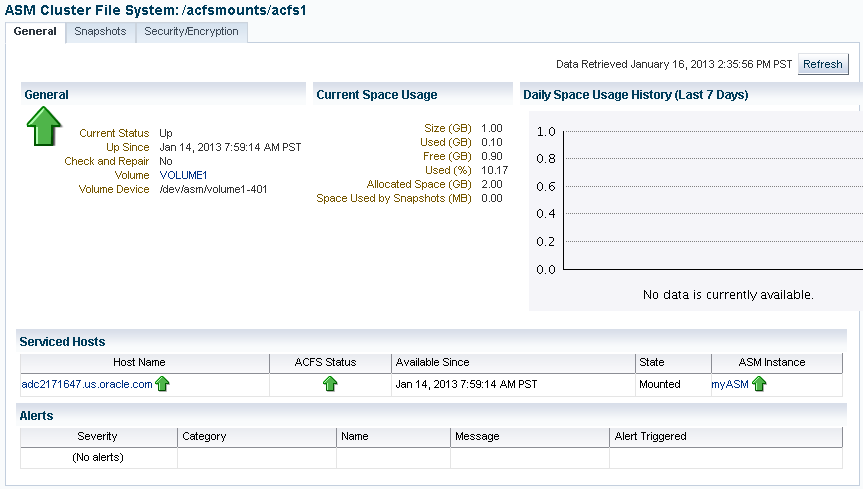 ASM Cluster File System: /acfsmounts/acfs1
General Snapshots Security/Encryption
Data Retrieved January 16, 2013 2:35:56 PM PST Refresh
General
Current Status Up
Up Since Jan 14, 2013 7:59:14 AM PST
Check and Repair No
Volume VOLUME1
Volume Device /dev/asm/volume1-401
Current Space Usage
Size (GB) 1.00
Used (GB) 0.10
Free (GB) 0.90
Used (%) 10.17
Allocated Space (GB) 2.00
Space Used by Snapshots (MB) 0.00
Daily Space Usage History (Last 7 Days)
1.0
0.8
0.6
0.4
0.2
0.0
No data is currently available.
Serviced Hosts
Host Name ACFS Status Available Since State ASM Instance
adc2171647.us.oracle.com Jan 14, 2013 7:59:14 AM PST Mounted myASM
Alerts
Severity Category Name Message Alert Triggered
(No alerts)